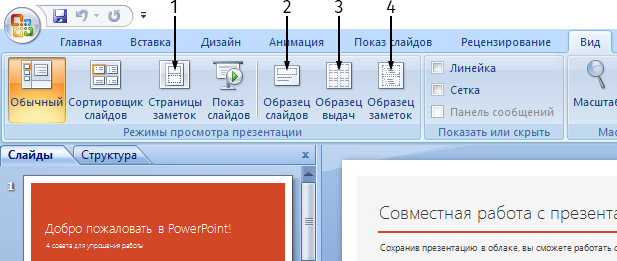 1 2 3 4
Главная Вставка Дизайн Анимация Показ слайдов Рецензирование Вид
Обычный Сортировщик слайдов Страницы заметок Показ слайдов Образец слайдов Образец выдач Образец заметок
Линейка
Сетка
Панель сообщений
Масштаб
Режимы просмотра презентации Показать или скрыть Мас
Слайды Структура x
1
Добро пожаловать в PowerPoint!
4 совета для упрощения работы
Совместная работа с презента
Сохранив презентацию в облаке, вы сможете работать с